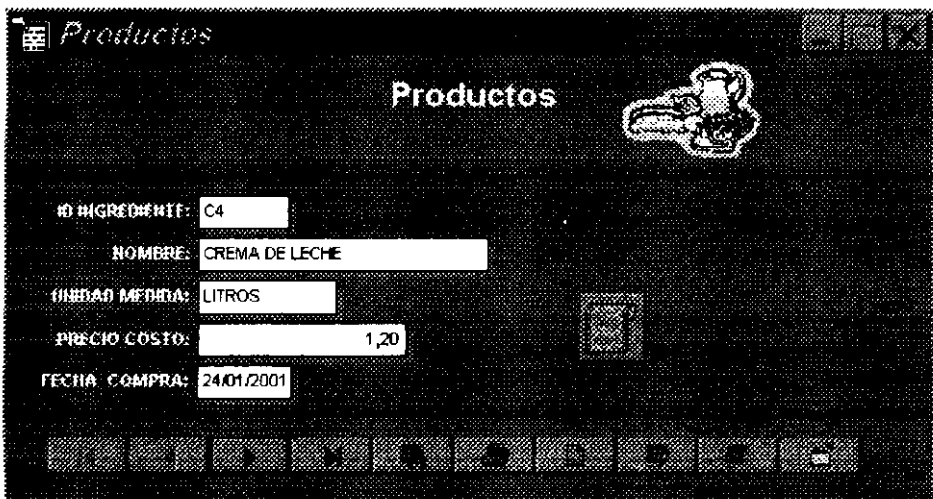 Productos
Productos
ID INGREDIENTE: C4
NOMBRE: CREMA DE LECHE
UNIDAD MEDIDA: LITROS
PRECIO COSTO: 1,20
FECHA COMPRA: 24/01/2001